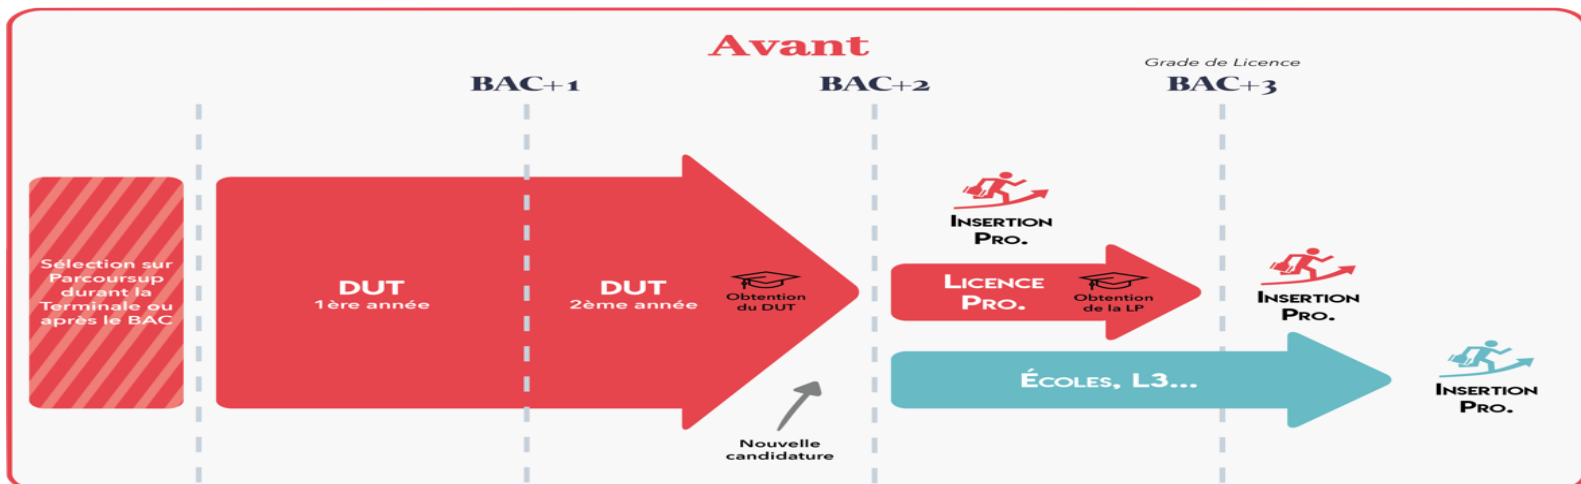 Avant
BAC+1
BAC+2
Grade de Licence
BAC+3
Sélection sur
Parcoursup
durant la
Terminale ou
après le BAC
DUT
1ère année
DUT
2ème année
Obtention
du DUT
Nouvelle
candidature
INSERTION
PRO.
LICENCE
PRO.
Obtention
de la LP
INSERTION
PRO.
ÉCOLES, L3...
INSERTION
PRO.